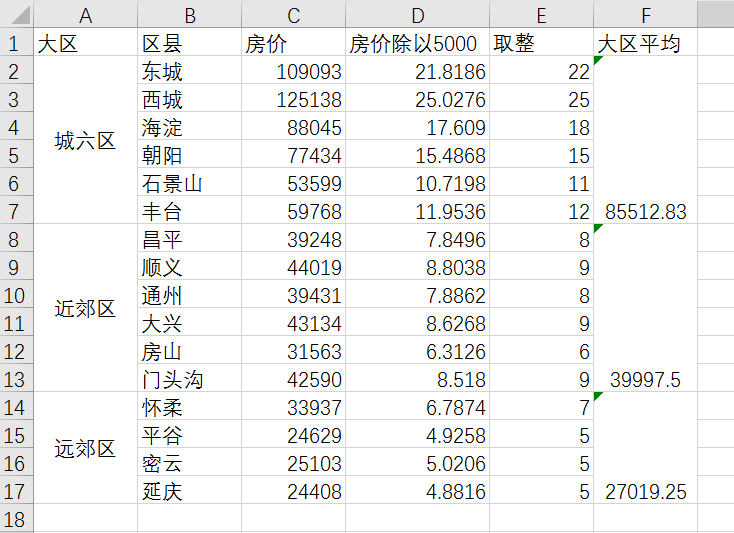 A B C D E F
1 大区 区县 房价 房价除以5000 取整 大区平均
2 东城 109093 21.8186 22
3 西城 125138 25.0276 25
4 海淀 88045 17.609 18
城六区
5 朝阳 77434 15.4868 15
6 石景山 53599 10.7198 11
7 丰台 59768 11.9536 12 85512.83
8 昌平 39248 7.8496 8
9 顺义 44019 8.8038 9
10 通州 39431 7.8862 8
近郊区
11 大兴 43134 8.6268 9
12 房山 31563 6.3126 6
13 门头沟 42590 8.518 9 39997.5
14 怀柔 33937 6.7874 7
15 平谷 24629 4.9258 5
远郊区
16 密云 25103 5.0206 5
17 延庆 24408 4.8816 5 27019.25
18